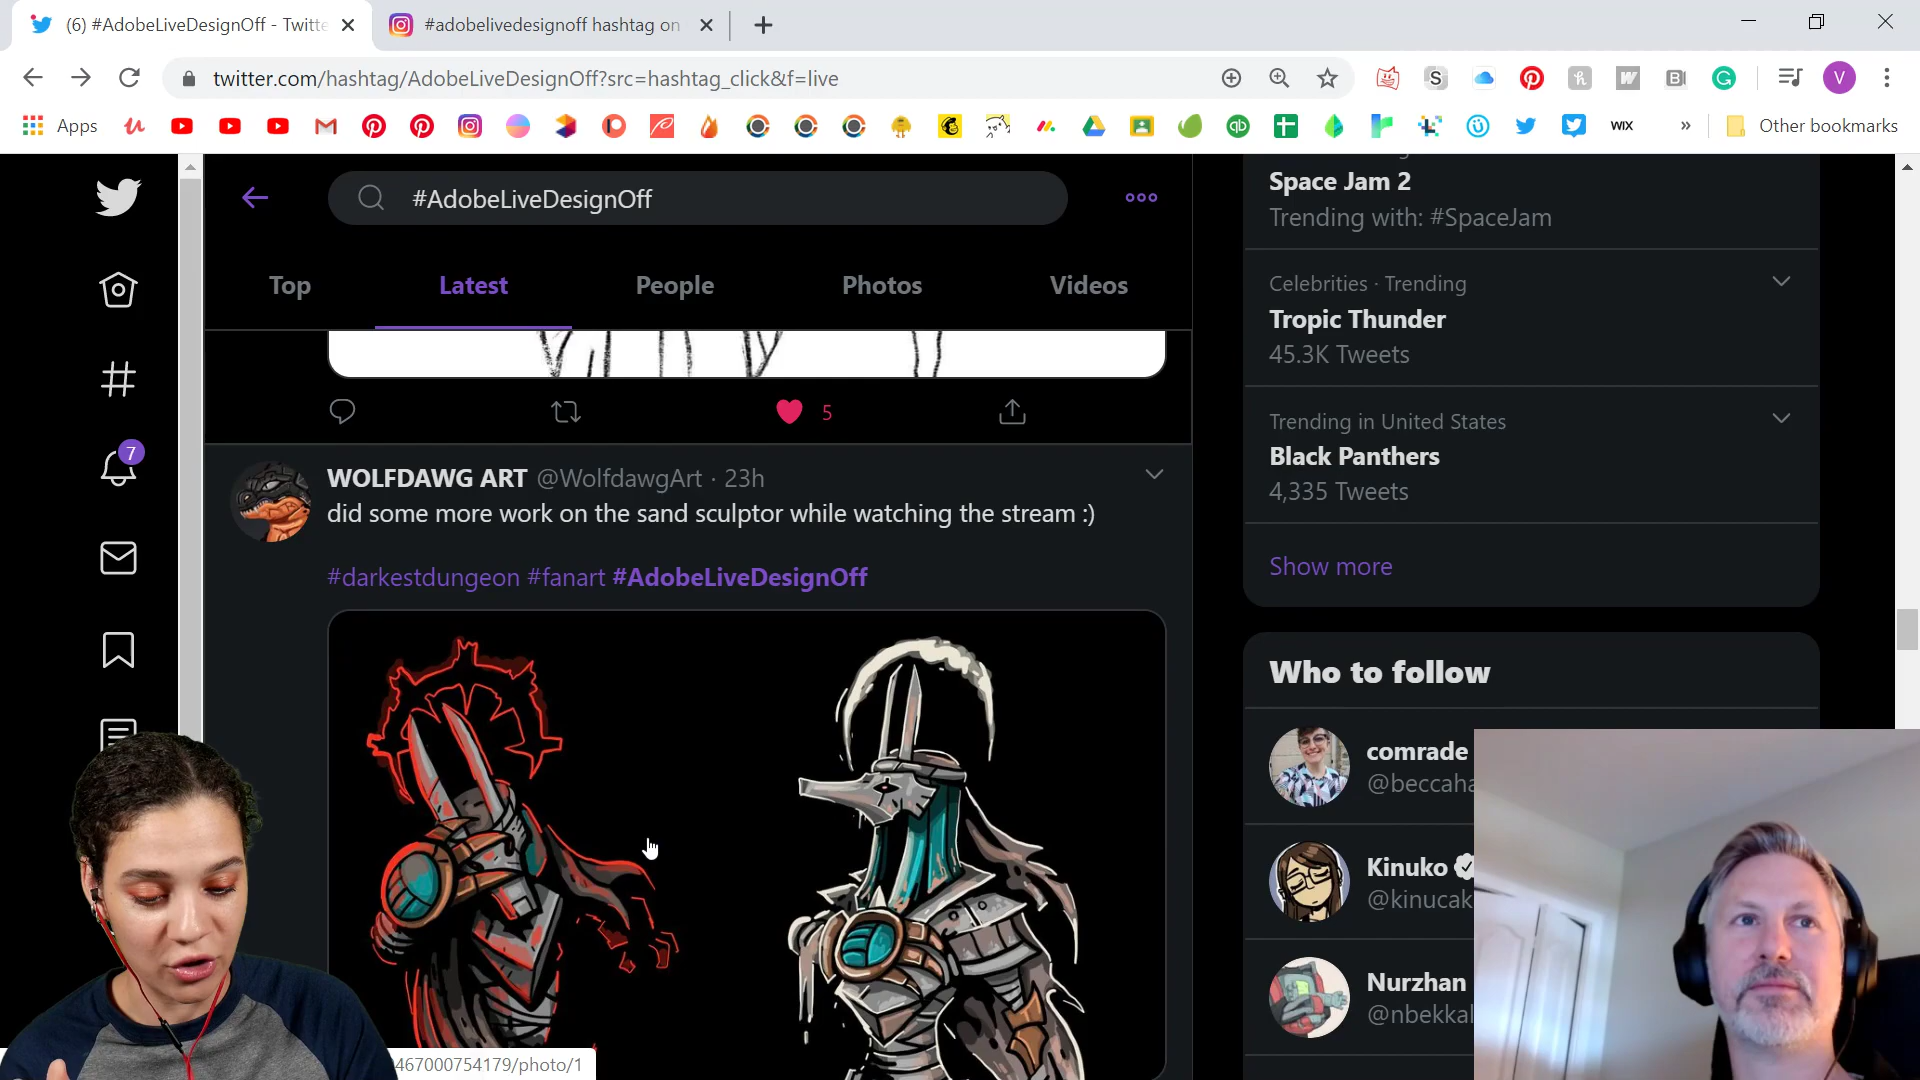 (6) #AdobeLiveDesignOff - Twitte
#adobelivedesignoff hashtag on
twitter.com/hashtag/AdobeLiveDesignOff?src=hashtag_click&f=live
V
Apps
WIX
Other bookmarks
#AdobeLiveDesignOff
Top
Latest
People
Photos
Videos
5
7
WOLFDAWG ART @WolfdawgArt · 23h
did some more work on the sand sculptor while watching the stream :)
#darkestdungeon #fanart #AdobeLiveDesignOff
467000754179/photo/1
Space Jam 2
Trending with: #SpaceJam
Celebrities · Trending
Tropic Thunder
45.3K Tweets
Trending in United States
Black Panthers
4,335 Tweets
Show more
Who to follow
comrade
@beccaha
Kinuko
@kinucak
Nurzhan
@nbekkal